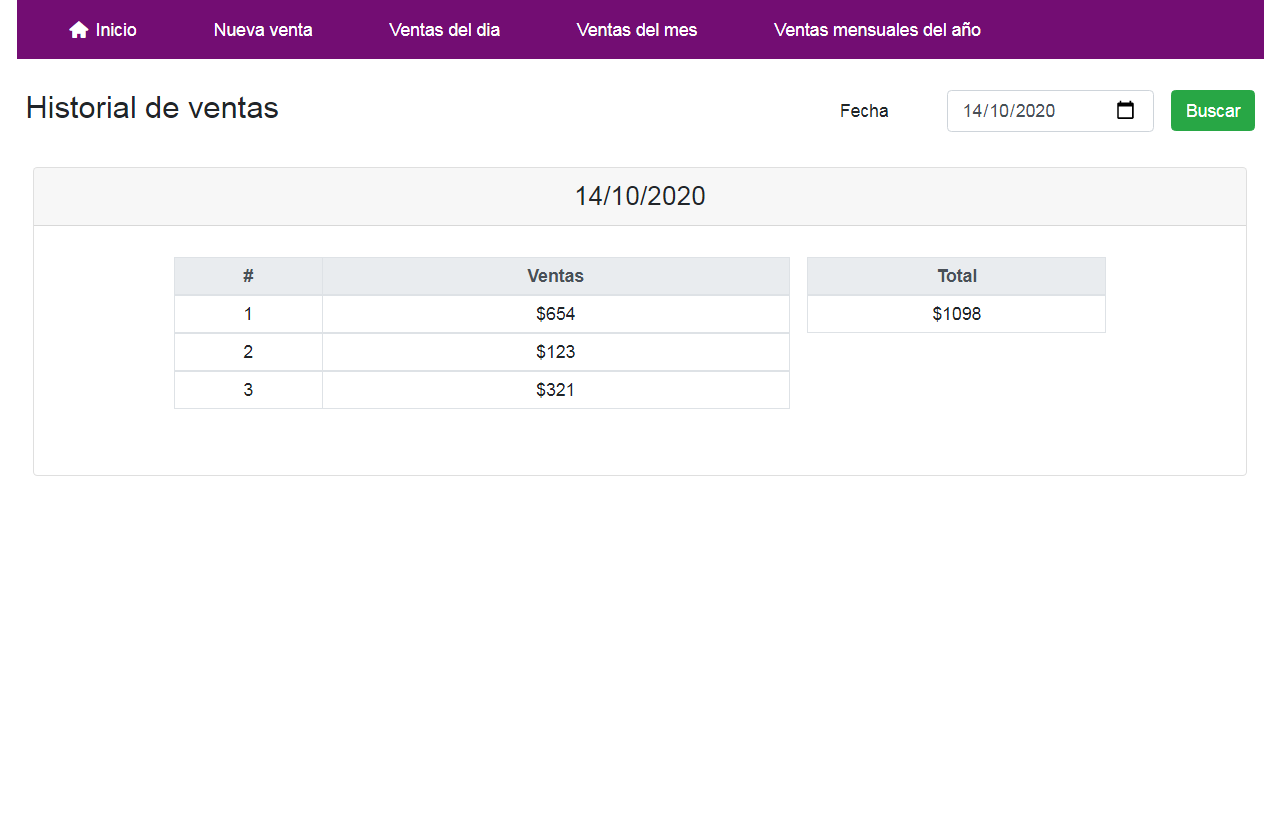 Inicio Nueva venta Ventas del dia Ventas del mes Ventas mensuales del año
Historial de ventas Fecha 14/10/2020 Buscar
14/10/2020
# Ventas Total
1 $654 $1098
2 $123
3 $321